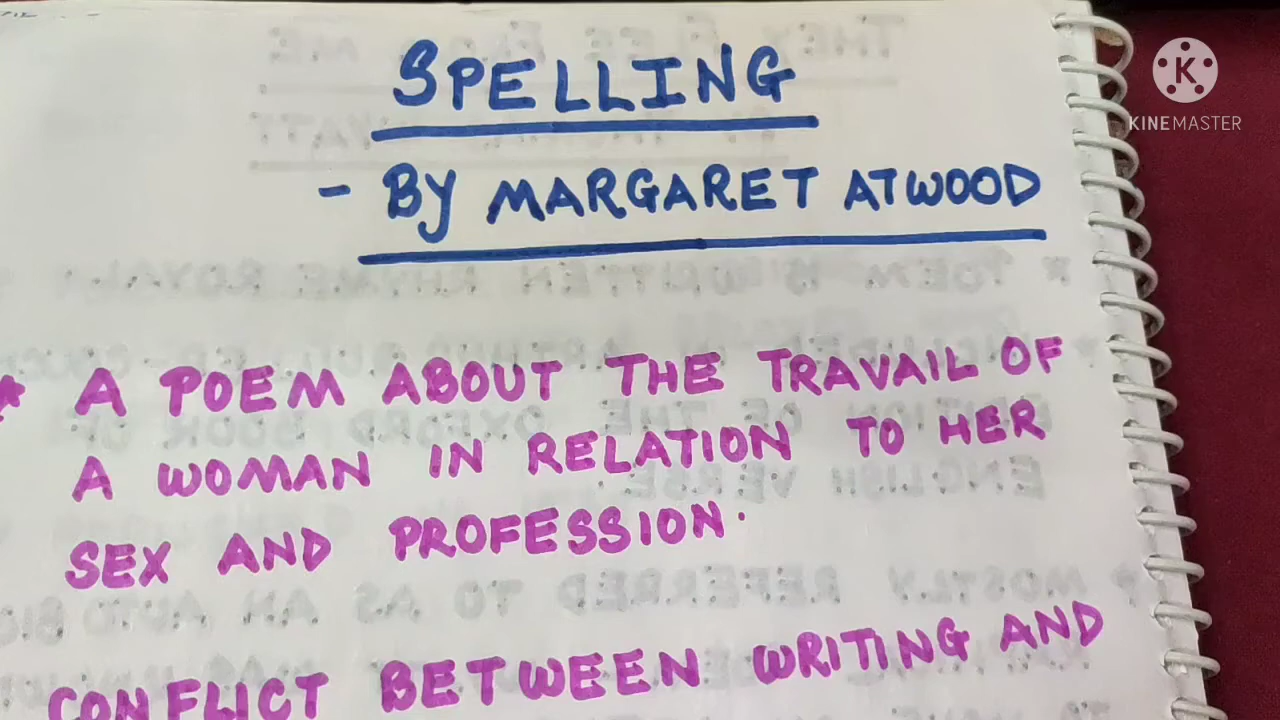 SPELLING
- BY MARGARET ATWOOD
* A POEM ABOUT THE TRAVAIL OF
A WOMAN IN RELATION TO HER
SEX AND PROFESSION.
CONFLICT BETWEEN WRITING AND
K
KINEMASTER